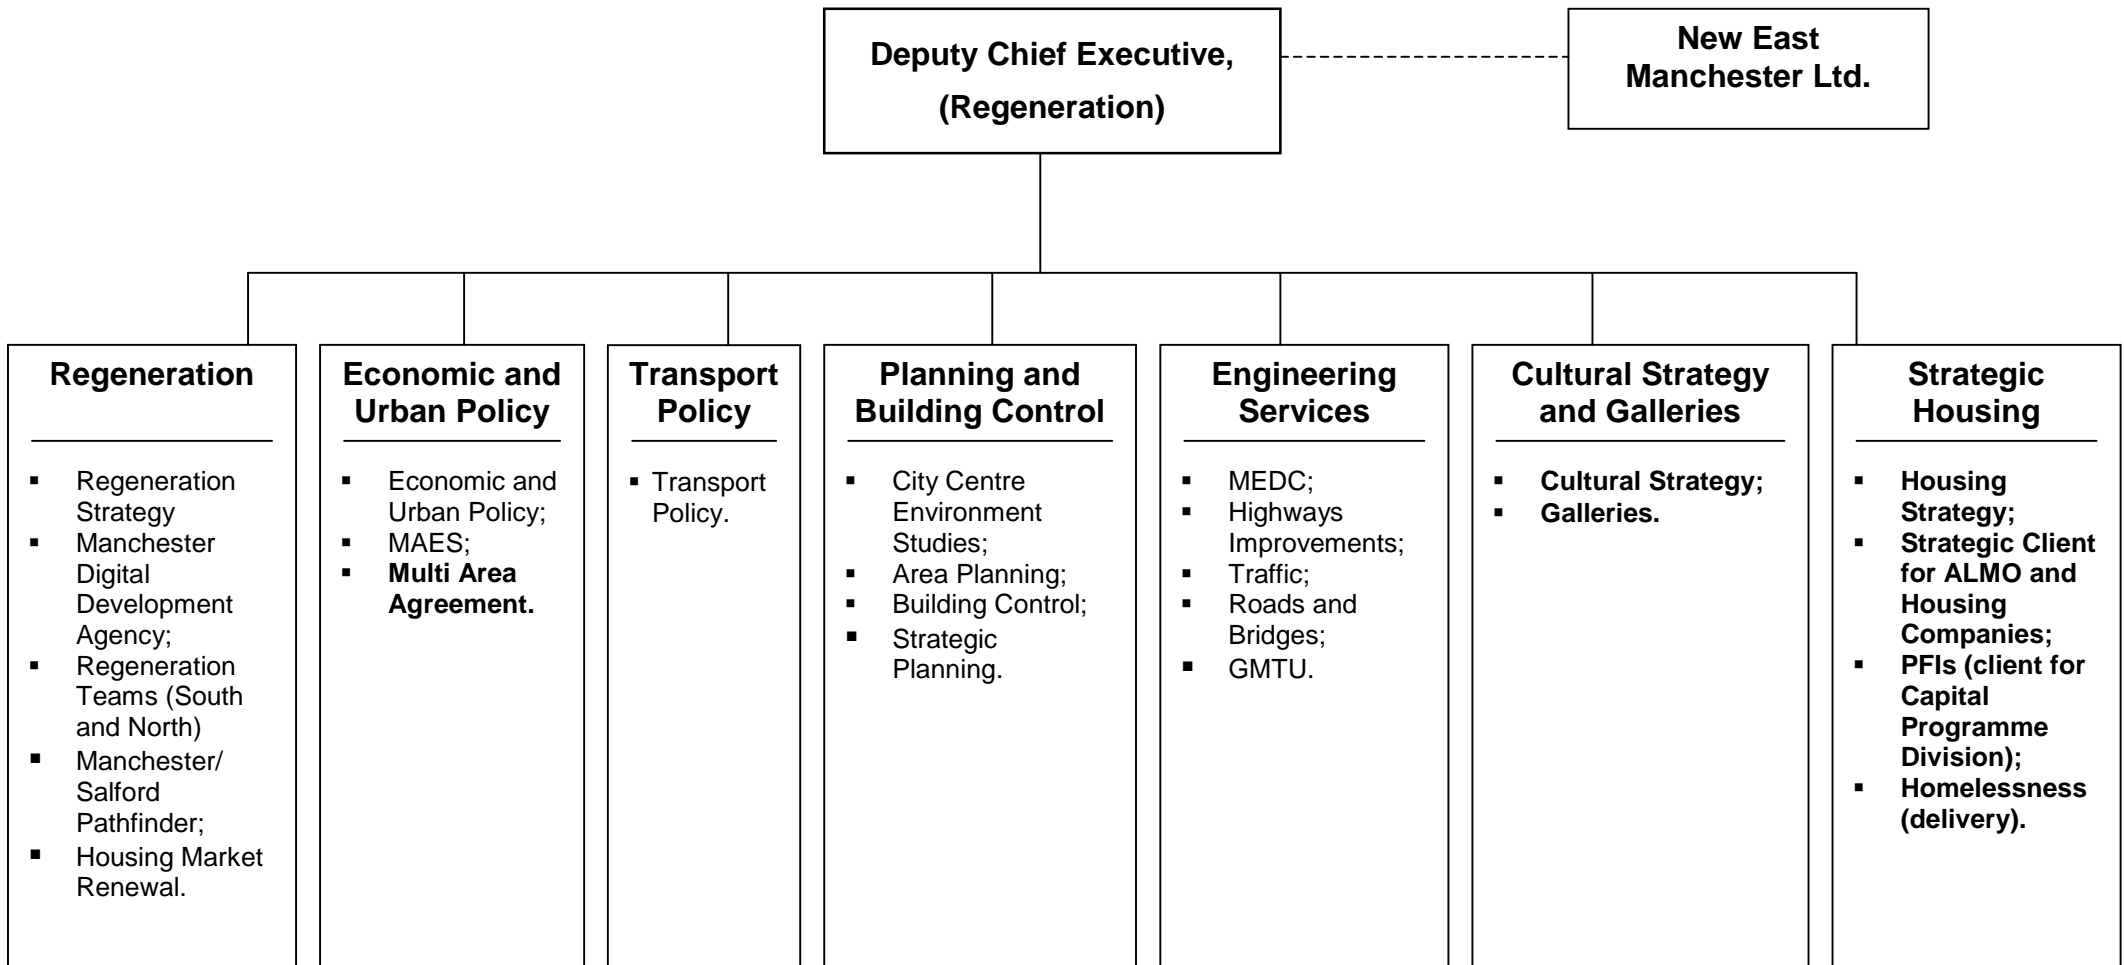 Deputy Chief Executive,
(Regeneration)
New East
Manchester Ltd.
Regeneration
▪ Regeneration
Strategy
▪ Manchester
Digital
Development
Agency;
▪ Regeneration
Teams (South
and North)
▪ Manchester/
Salford
Pathfinder;
▪ Housing Market
Renewal.
Economic and
Urban Policy
▪ Economic and
Urban Policy;
▪ MAES;
▪ Multi Area
Agreement.
Transport
Policy
▪ Transport
Policy.
Planning and
Building Control
▪ City Centre
Environment
Studies;
▪ Area Planning;
▪ Building Control;
▪ Strategic
Planning.
Engineering
Services
▪ MEDC;
▪ Highways
Improvements;
▪ Traffic;
▪ Roads and
Bridges;
▪ GMTU.
Cultural Strategy
and Galleries
▪ Cultural Strategy;
▪ Galleries.
Strategic
Housing
▪ Housing
Strategy;
▪ Strategic Client
for ALMO and
Housing
Companies;
▪ PFIs (client for
Capital
Programme
Division);
▪ Homelessness
(delivery).